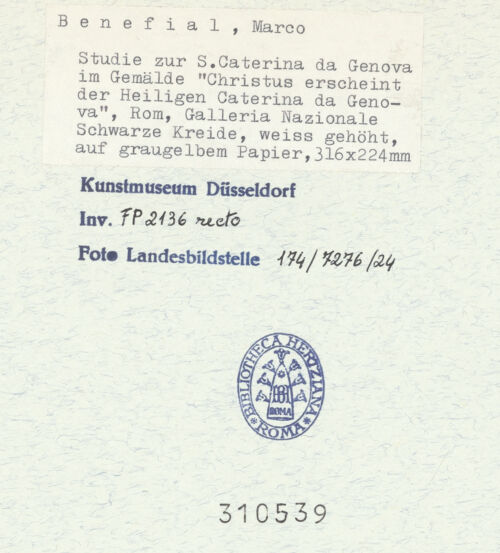 B e n e f i a l , Marco
Studie zur S.Caterina da Genova
im Gemälde "Christus erscheint
der Heiligen Caterina da Geno-
va", Rom, Galleria Nazionale
Schwarze Kreide, weiss gehöht,
auf graugelbem Papier,316x224mm
Kunstmuseum Düsseldorf
Inv. FP 2136 recto
Foto Landesbildstelle 174/7276/24
BIBLIOTHECA HERTZIANA
BH
ROMA
* ROMA *
310539